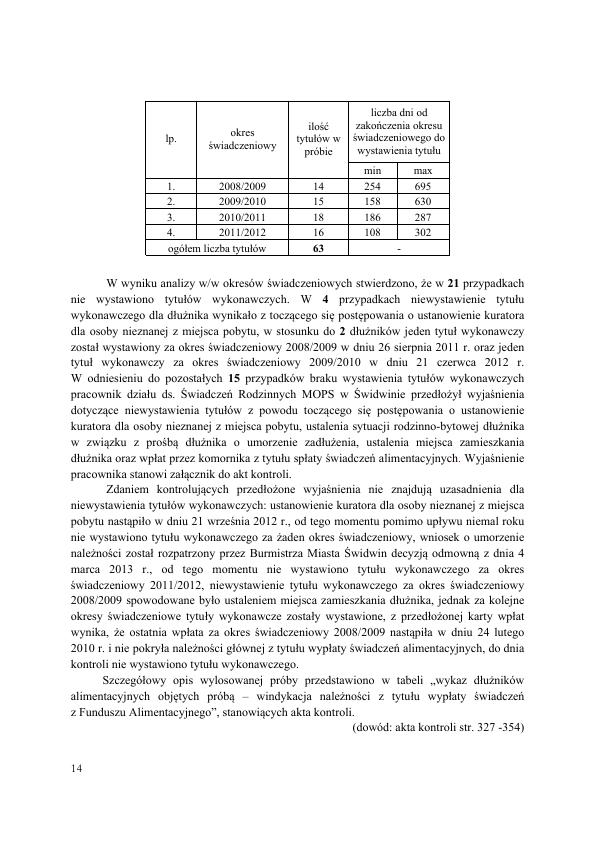 lp.
okres
świadczeniowy
ilość
tytułów w
próbie
liczba dni od
zakończenia okresu
świadczeniowego do
wystawienia tytułu
min max
1. 2008/2009 14 254 695
2. 2009/2010 15 158 630
3. 2010/2011 18 186 287
4. 2011/2012 16 108 302
ogółem liczba tytułów 63 -
W wyniku analizy w/w okresów świadczeniowych stwierdzono, że w 21 przypadkach
nie wystawiono tytułów wykonawczych. W 4 przypadkach niewystawienie tytułu
wykonawczego dla dłużnika wynikało z toczącego się postępowania o ustanowienie kuratora
dla osoby nieznanej z miejsca pobytu, w stosunku do 2 dłużników jeden tytuł wykonawczy
został wystawiony za okres świadczeniowy 2008/2009 w dniu 26 sierpnia 2011 r. oraz jeden
tytuł wykonawczy za okres świadczeniowy 2009/2010 w dniu 21 czerwca 2012 r.
W odniesieniu do pozostałych 15 przypadków braku wystawienia tytułów wykonawczych
pracownik działu ds. Świadczeń Rodzinnych MOPS w Świdwinie przedłożył wyjaśnienia
dotyczące niewystawienia tytułów z powodu toczącego się postępowania o ustanowienie
kuratora dla osoby nieznanej z miejsca pobytu, ustalenia sytuacji rodzinno-bytowej dłużnika
w związku z prośbą dłużnika o umorzenie zadłużenia, ustalenia miejsca zamieszkania
dłużnika oraz wpłat przez komornika z tytułu spłaty świadczeń alimentacyjnych. Wyjaśnienie
pracownika stanowi załącznik do akt kontroli.
Zdaniem kontrolujących przedłożone wyjaśnienia nie znajdują uzasadnienia dla
niewystawienia tytułów wykonawczych: ustanowienie kuratora dla osoby nieznanej z miejsca
pobytu nastąpiło w dniu 21 września 2012 r., od tego momentu pomimo upływu niemal roku
nie wystawiono tytułu wykonawczego za żaden okres świadczeniowy, wniosek o umorzenie
należności został rozpatrzony przez Burmistrza Miasta Świdwin decyzją odmowną z dnia 4
marca 2013 r., od tego momentu nie wystawiono tytułu wykonawczego za okres
świadczeniowy 2011/2012, niewystawienie tytułu wykonawczego za okres świadczeniowy
2008/2009 spowodowane było ustaleniem miejsca zamieszkania dłużnika, jednak za kolejne
okresy świadczeniowe tytuły wykonawcze zostały wystawione, z przedłożonej karty wpłat
wynika, że ostatnia wpłata za okres świadczeniowy 2008/2009 nastąpiła w dniu 24 lutego
2010 r. i nie pokryła należności głównej z tytułu wypłaty świadczeń alimentacyjnych, do dnia
kontroli nie wystawiono tytułu wykonawczego.
Szczegółowy opis wylosowanej próby przedstawiono w tabeli „wykaz dłużników
alimentacyjnych objętych próbą – windykacja należności z tytułu wypłaty świadczeń
z Funduszu Alimentacyjnego”, stanowiących akta kontroli.
(dowód: akta kontroli str. 327 -354)
14